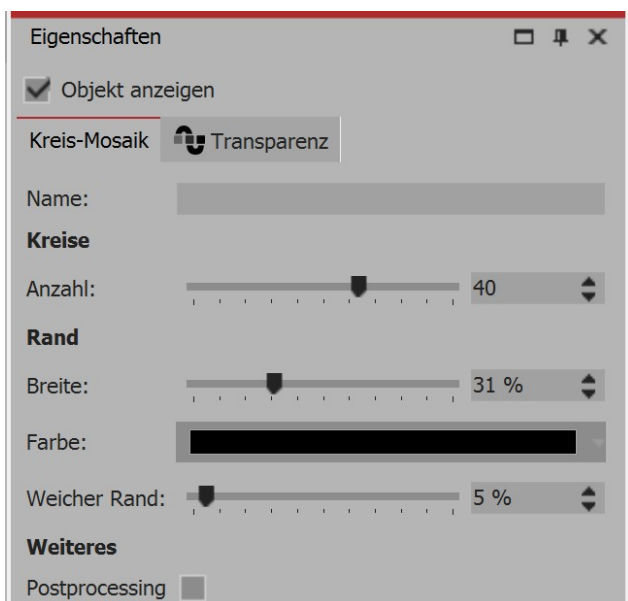 Eigenschaften
Objekt anzeigen
Kreis-Mosaik Transparenz
Name:
Kreise
Anzahl: 40
Rand
Breite: 31 %
Farbe:
Weicher Rand: 5 %
Weiteres
Postprocessing